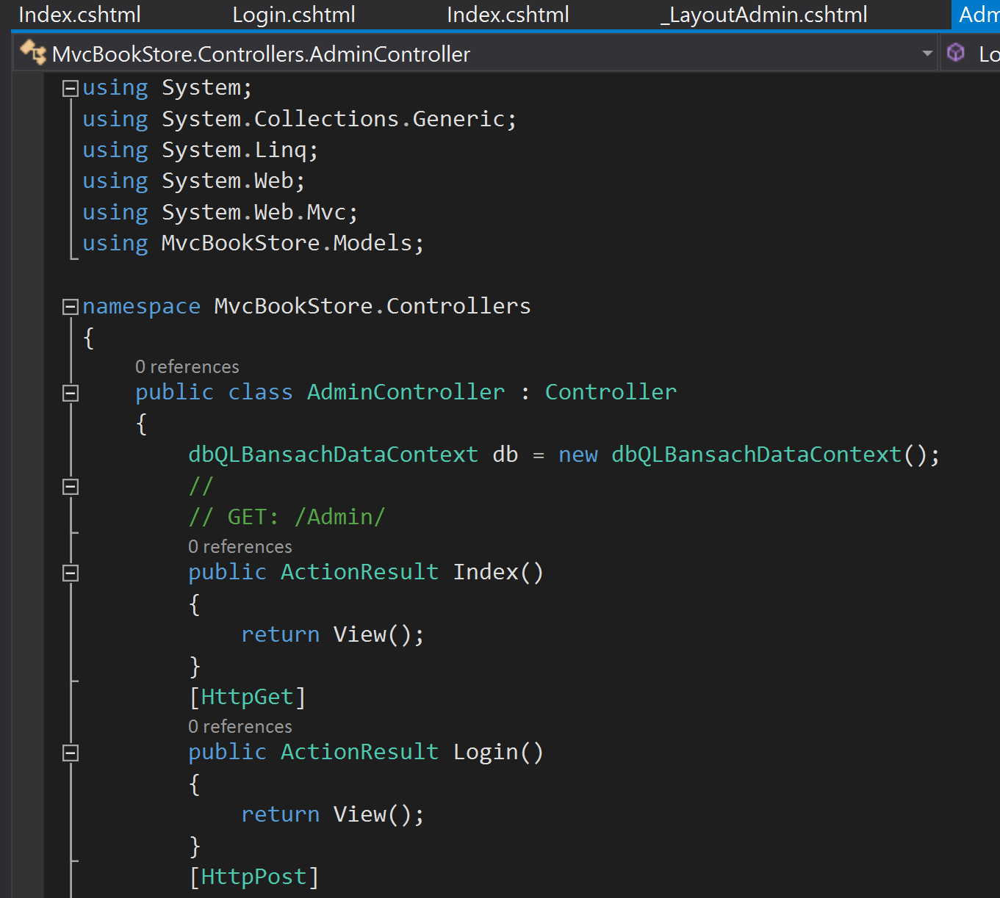 Index.cshtml Login.cshtml Index.cshtml _LayoutAdmin.cshtml
MvcBookStore.Controllers.AdminController
using System;
using System.Collections.Generic;
using System.Linq;
using System.Web;
using System.Web.Mvc;
using MvcBookStore.Models;
namespace MvcBookStore.Controllers
{
0 references
public class AdminController : Controller
{
dbQLBansachDataContext db = new dbQLBansachDataContext();
//
// GET: /Admin/
0 references
public ActionResult Index()
{
return View();
}
[HttpGet]
0 references
public ActionResult Login()
{
return View();
}
[HttpPost]